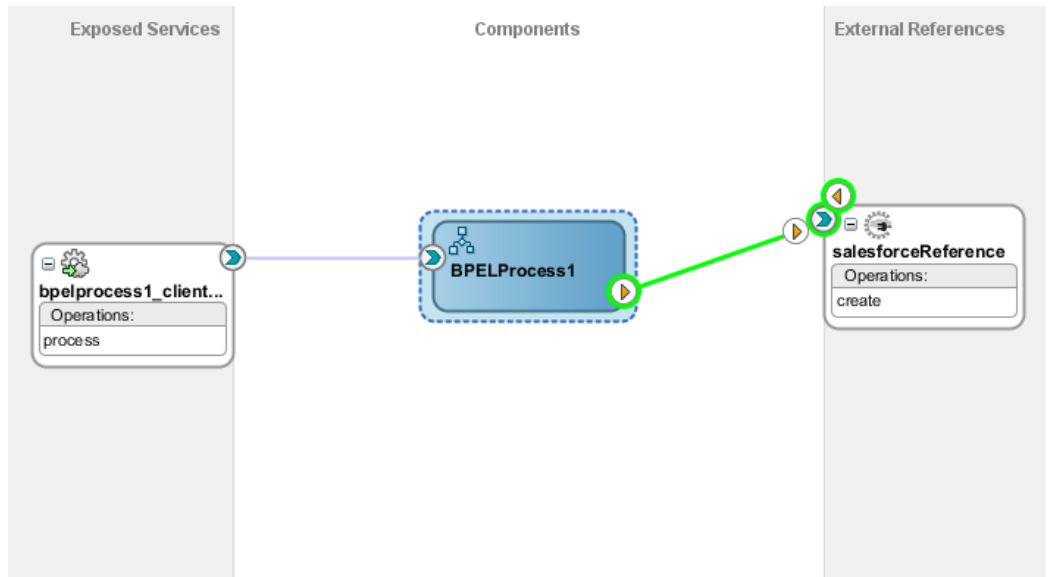 Exposed Services
Components
External References
bpelprocess1_client...
Operations:
process
BPELProcess1
salesforceReference
Operations:
create